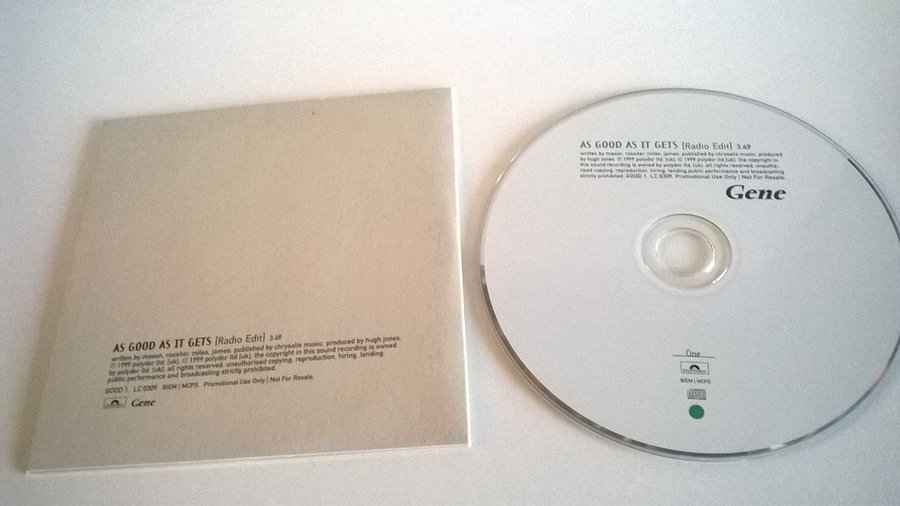 AS GOOD AS IT GETS [Radio Edit] 3.49
written by mason, rossiter, miles, james. published by chrysalis music. produced by hugh jones.
℗ 1999 polydor ltd. [uk]. © 1999 polydor ltd [uk]. the copyright in this sound recording is owned
by polydor ltd. [uk]. all rights reserved. unauthorised copying. reproduction. hiring. lending.
public performance and broadcasting strictly prohibited.
GOOD 1. LC 0309. BIEM | MCPS. Promotional Use Only | Not For Resale.
Gene
AS GOOD AS IT GETS [Radio Edit] 3.49
written by mason, rossiter, miles, james. published by chrysalis music. produced
by hugh jones. ℗ 1999 polydor ltd. [uk]. © 1999 polydor ltd. [uk]. the copyright in
this sound recording is owned by polydor ltd. [uk]. all rights reserved. unautho-
rised copying. reproduction. hiring. lending public performance and broadcasting
strictly prohibited. GOOD 1. LC 0309. Promotional Use Only | Not For Resale.
Gene
One
BIEM | MCPS